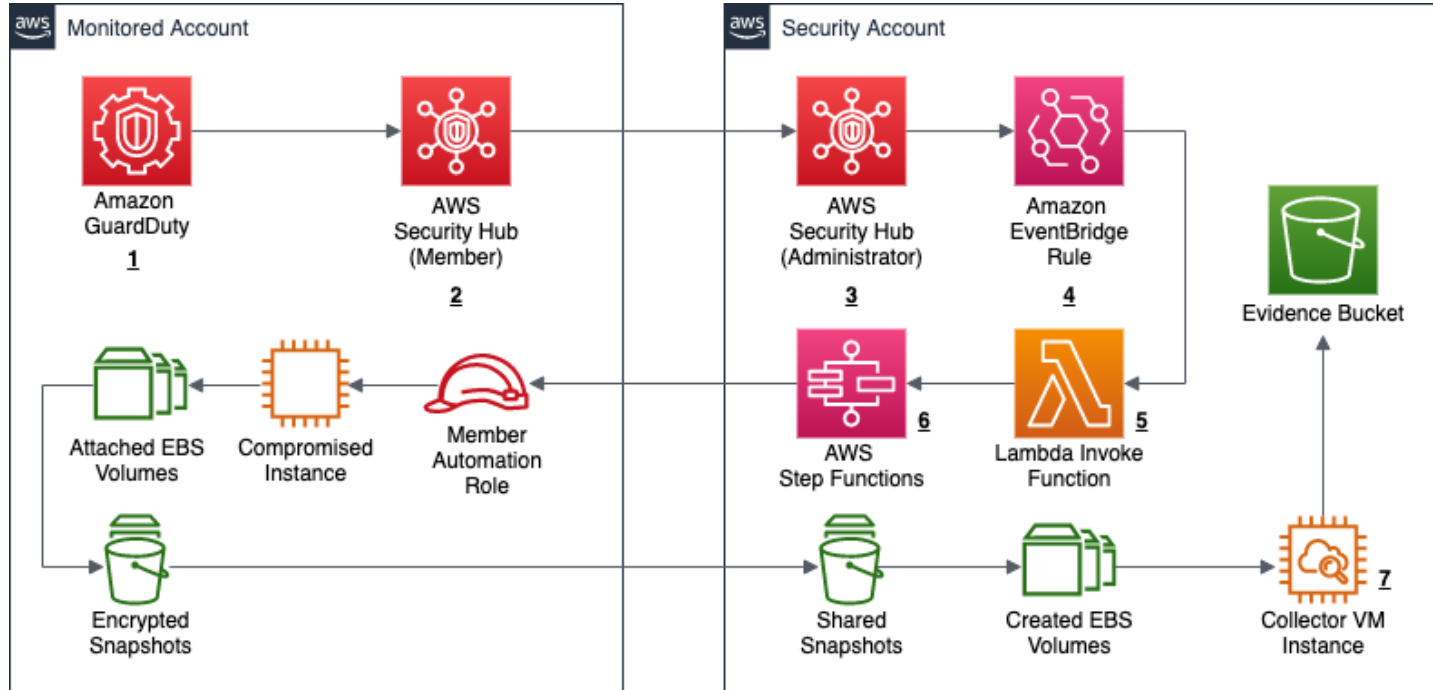 aws
Monitored Account
aws
Security Account
Amazon
GuardDuty
1
AWS
Security Hub
(Member)
2
AWS
Security Hub
(Administrator)
3
Amazon
EventBridge
Rule
4
Evidence Bucket
Attached EBS
Volumes
Compromised
Instance
Member
Automation
Role
6
AWS
Step Functions
5
Lambda Invoke
Function
Encrypted
Snapshots
Shared
Snapshots
Created EBS
Volumes
7
Collector VM
Instance